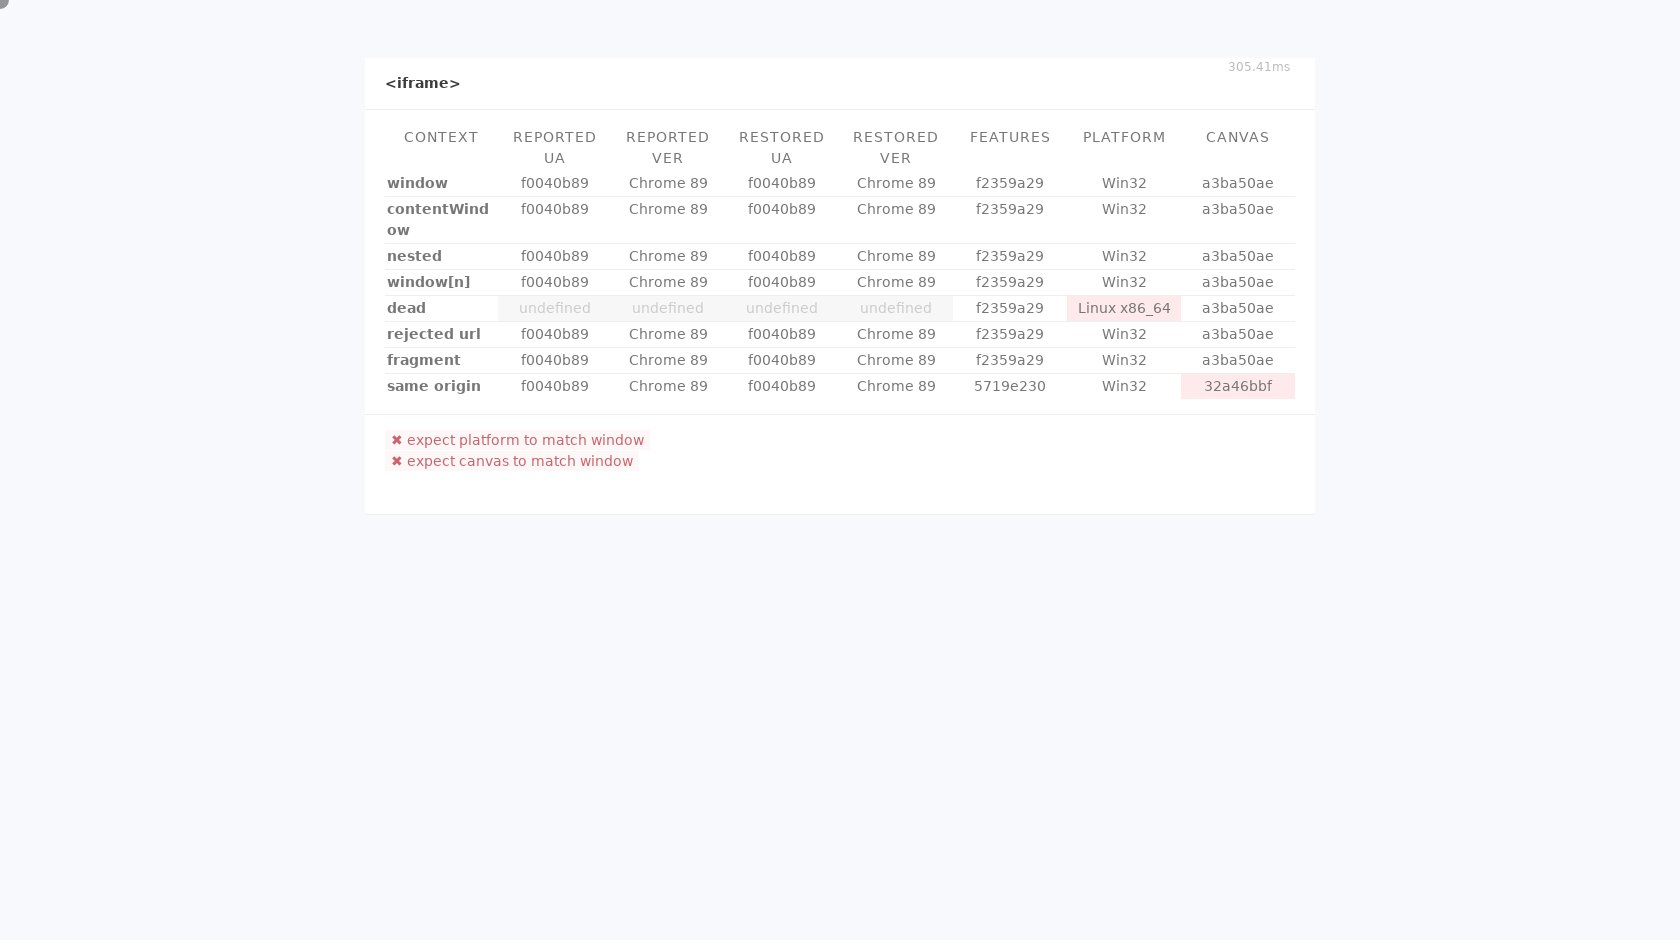 305.41ms
<iframe>
CONTEXT REPORTED UA REPORTED VER RESTORED UA RESTORED VER FEATURES PLATFORM CANVAS
window f0040b89 Chrome 89 f0040b89 Chrome 89 f2359a29 Win32 a3ba50ae
contentWindow f0040b89 Chrome 89 f0040b89 Chrome 89 f2359a29 Win32 a3ba50ae
nested f0040b89 Chrome 89 f0040b89 Chrome 89 f2359a29 Win32 a3ba50ae
window[n] f0040b89 Chrome 89 f0040b89 Chrome 89 f2359a29 Win32 a3ba50ae
dead undefined undefined undefined undefined f2359a29 Linux x86_64 a3ba50ae
rejected url f0040b89 Chrome 89 f0040b89 Chrome 89 f2359a29 Win32 a3ba50ae
fragment f0040b89 Chrome 89 f0040b89 Chrome 89 f2359a29 Win32 a3ba50ae
same origin f0040b89 Chrome 89 f0040b89 Chrome 89 5719e230 Win32 32a46bbf
✖ expect platform to match window
✖ expect canvas to match window